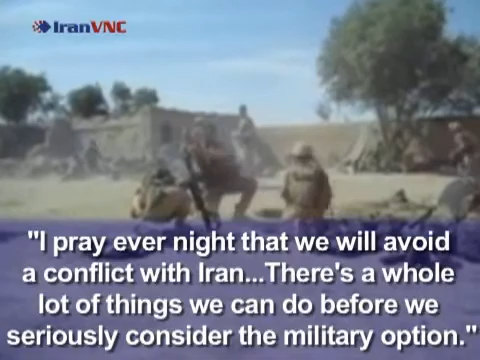 IranVNC
"I pray ever night that we will avoid
a conflict with Iran...There's a whole
lot of things we can do before we
seriously consider the military option."